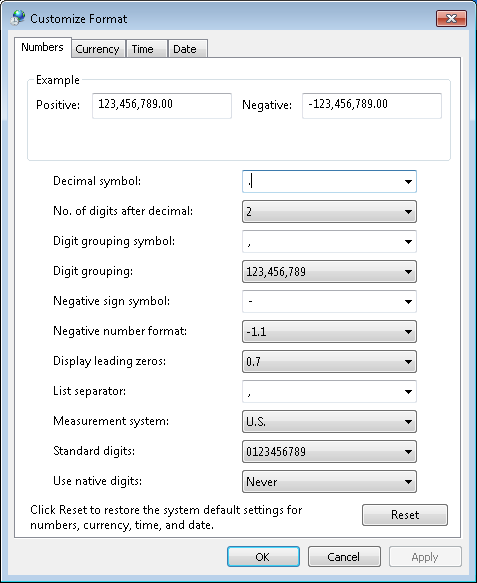 Customize Format
Numbers Currency Time Date
Example
Positive: 123,456,789.00 Negative: -123,456,789.00
Decimal symbol: .
No. of digits after decimal: 2
Digit grouping symbol: ,
Digit grouping: 123,456,789
Negative sign symbol: -
Negative number format: -1.1
Display leading zeros: 0.7
List separator: ,
Measurement system: U.S.
Standard digits: 0123456789
Use native digits: Never
Click Reset to restore the system default settings for
numbers, currency, time, and date.
Reset
OK Cancel Apply